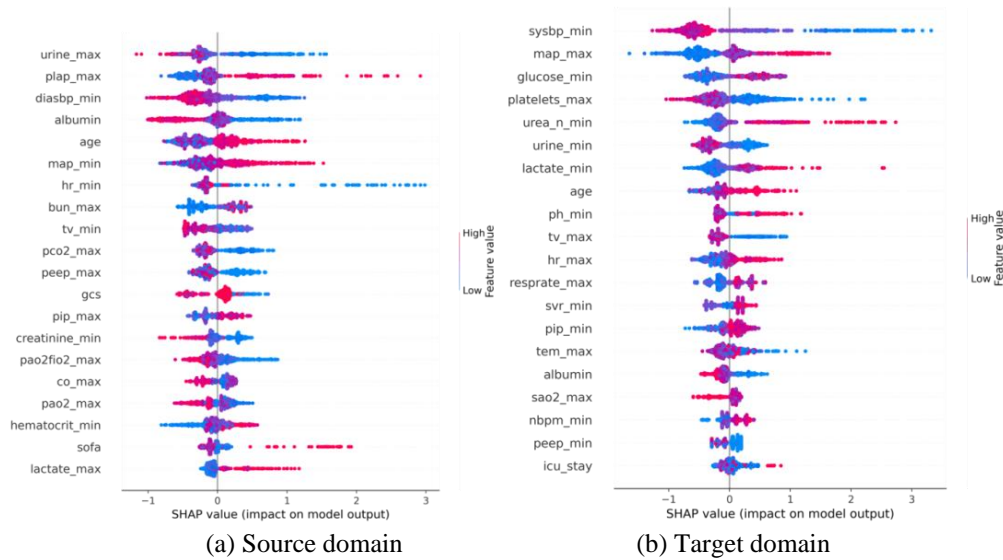 urine_max
plap_max
diasbp_min
albumin
age
map_min
hr_min
bun_max
tv_min
pco2_max
peep_max
gcs
pip_max
creatinine_min
pao2fio2_max
co_max
pao2_max
hematocrit_min
sofa
lactate_max
−1 0 1 2 3
SHAP value (impact on model output)
High
Low
Feature value
(a) Source domain
sysbp_min
map_max
glucose_min
platelets_max
urea_n_min
urine_min
lactate_min
age
ph_min
tv_max
hr_max
resprate_max
svr_min
pip_min
tem_max
albumin
sao2_max
nbpm_min
peep_min
icu_stay
−1 0 1 2 3
SHAP value (impact on model output)
High
Low
Feature value
(b) Target domain